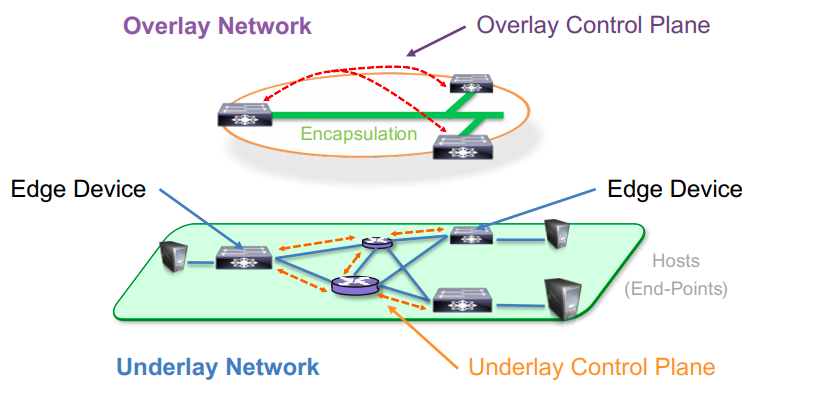 Overlay Network
Overlay Control Plane
Encapsulation
Edge Device
Edge Device
Hosts
(End-Points)
Underlay Network
Underlay Control Plane